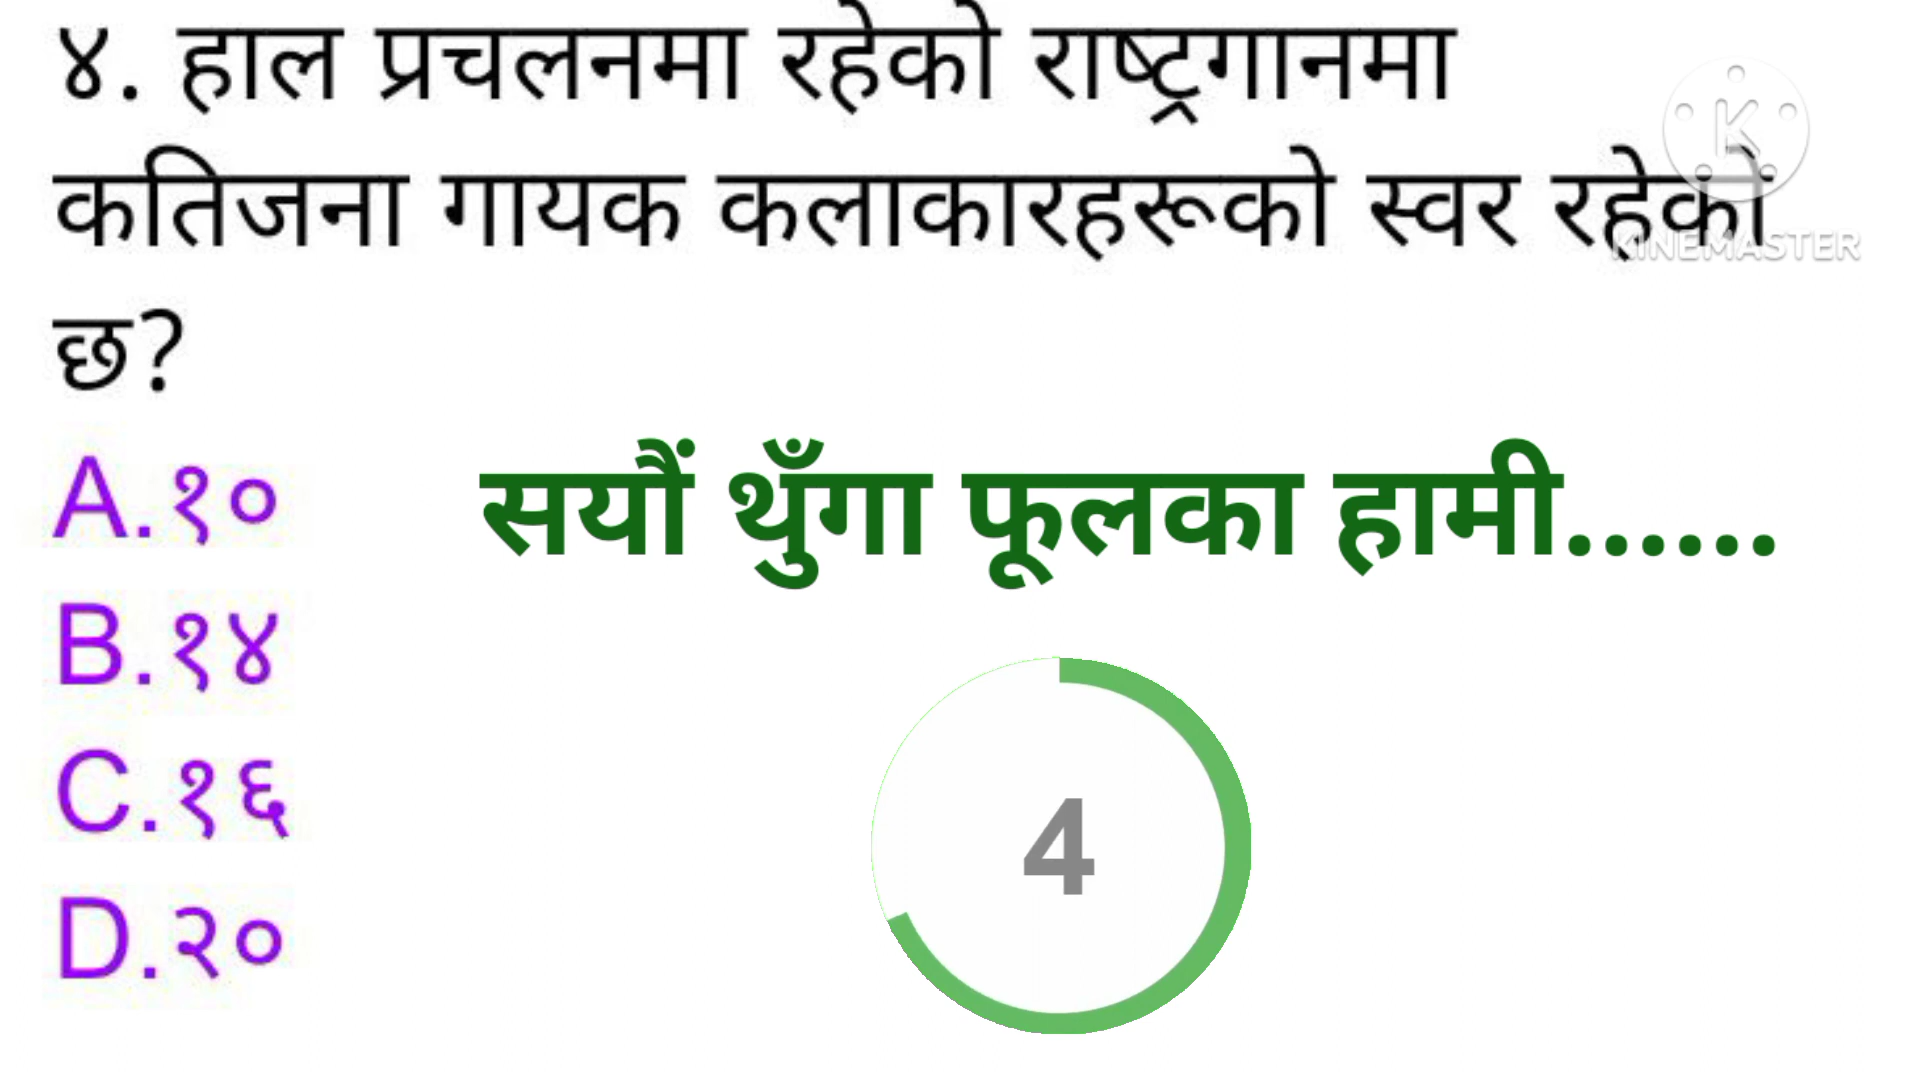 ४. हाल प्रचलनमा रहेको राष्ट्रगानमा
कतिजना गायक कलाकारहरूको स्वर रहेको
छ?
K
KINEMASTER
A.१०
सयौं थुँगा फूलका हामी......
B.१४
C.१६
D.२०
4